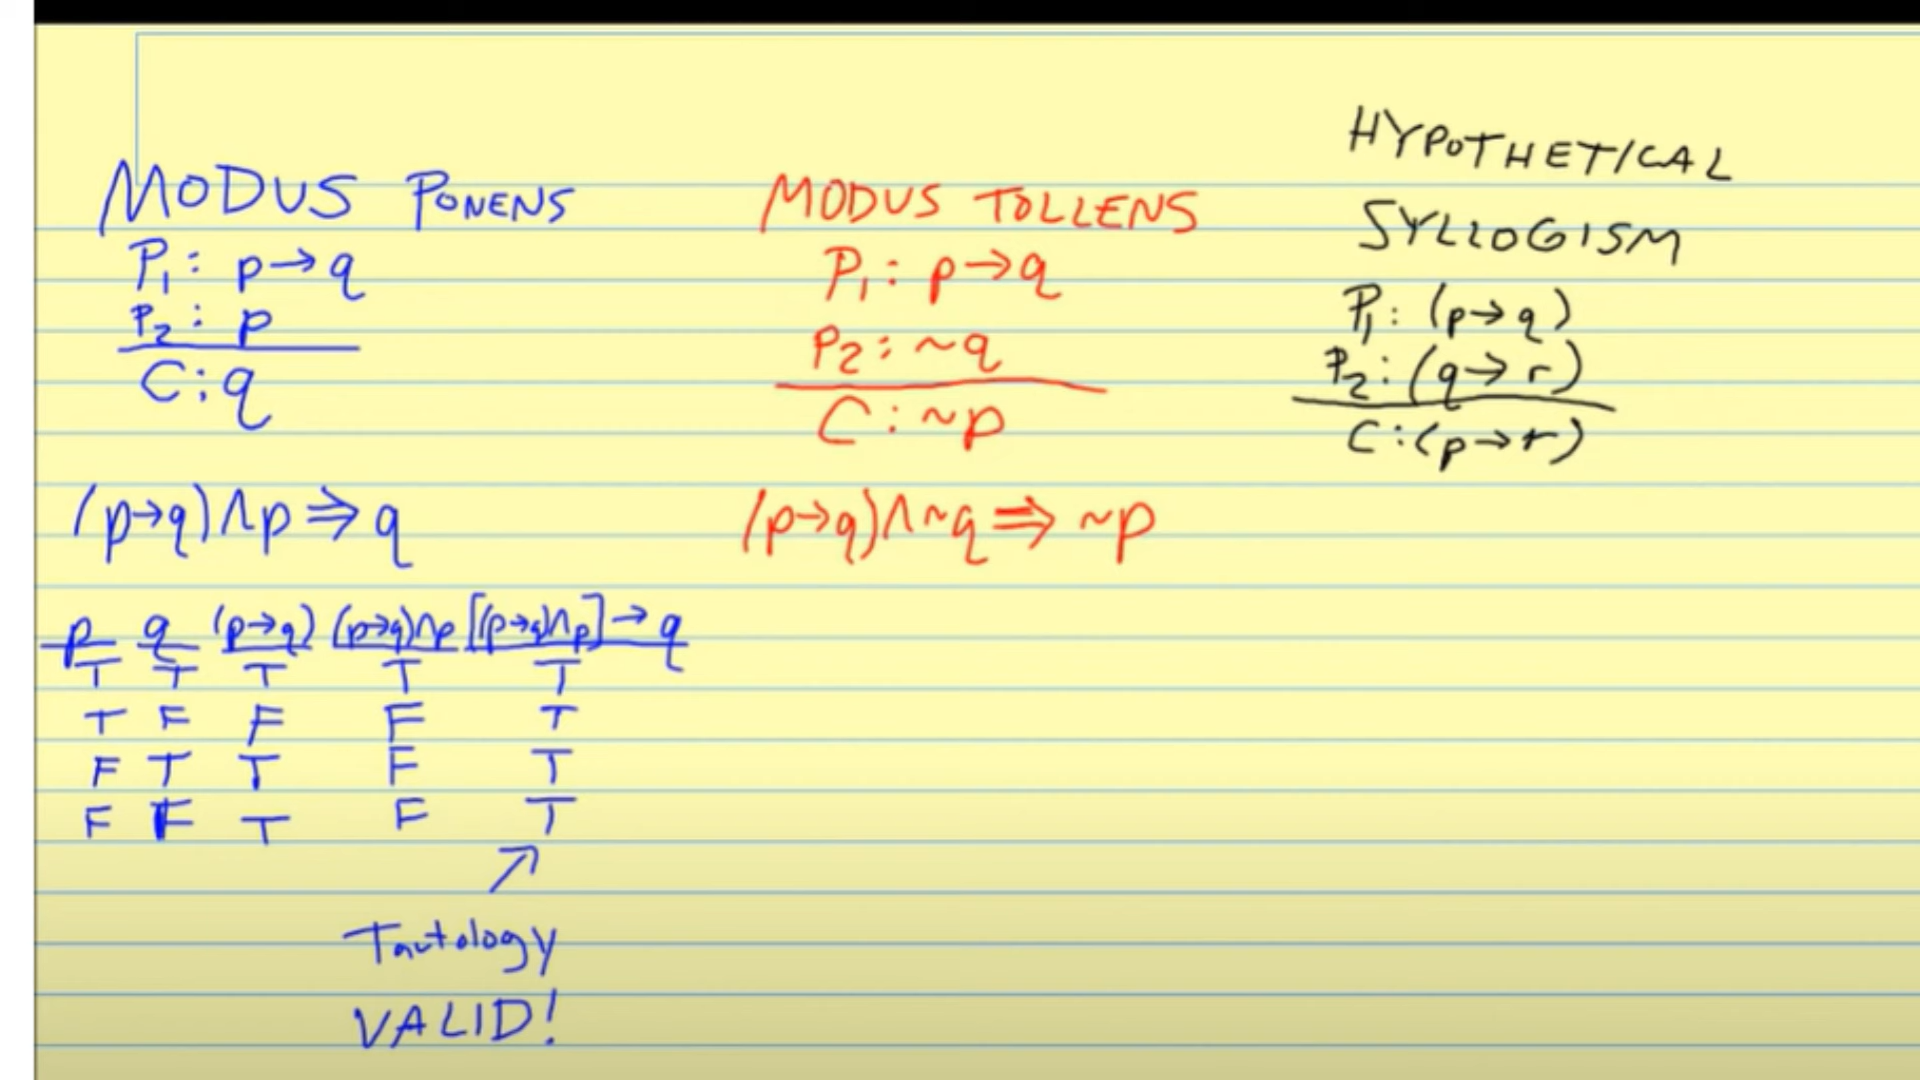 MODUS PONENS
P₁: p→q
P₂: p
C: q
(p→q)∧p⇒q
p q (p→q) (p→q)∧p [(p→q)∧p]→q
T T T T T
T F F F T
F T T F T
F F T F T
Tautology
VALID!
MODUS TOLLENS
P₁: p→q
P₂: ~q
C: ~p
(p→q)∧~q⇒~p
HYPOTHETICAL
SYLLOGISM
P₁: (p→q)
P₂: (q→r)
C: (p→r)